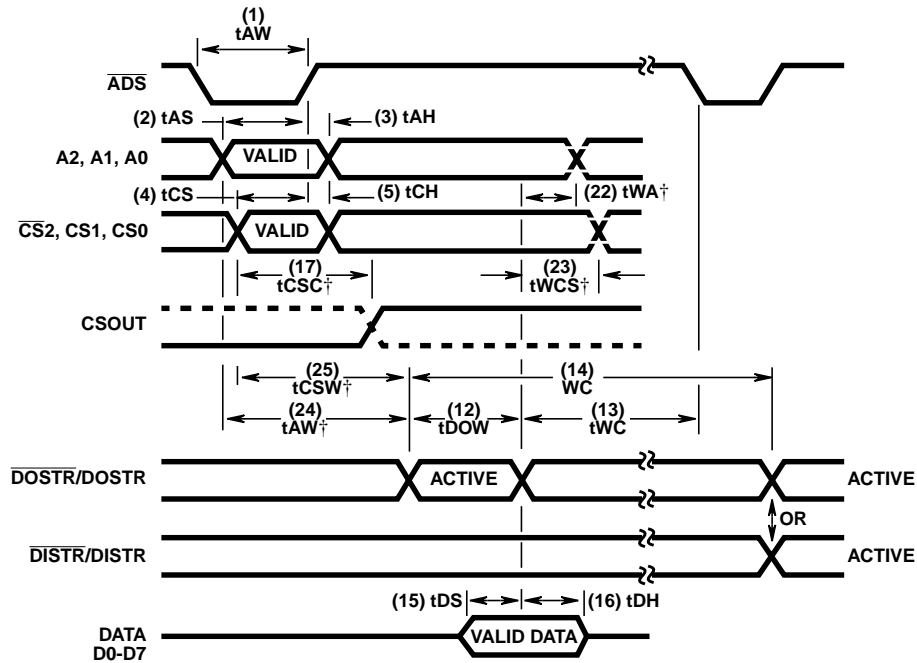 (1)
tAW
ADS
(2) tAS
(3) tAH
A2, A1, A0
VALID
(4) tCS
(5) tCH
(22) tWA†
CS2, CS1, CS0
VALID
(17)
tCSC†
(23)
tWCS†
CSOUT
(25)
tCSW†
(14)
WC
(24)
tAW†
(12)
tDOW
(13)
tWC
DOSTR/DOSTR
ACTIVE
ACTIVE
OR
DISTR/DISTR
ACTIVE
(15) tDS
(16) tDH
DATA
D0-D7
VALID DATA